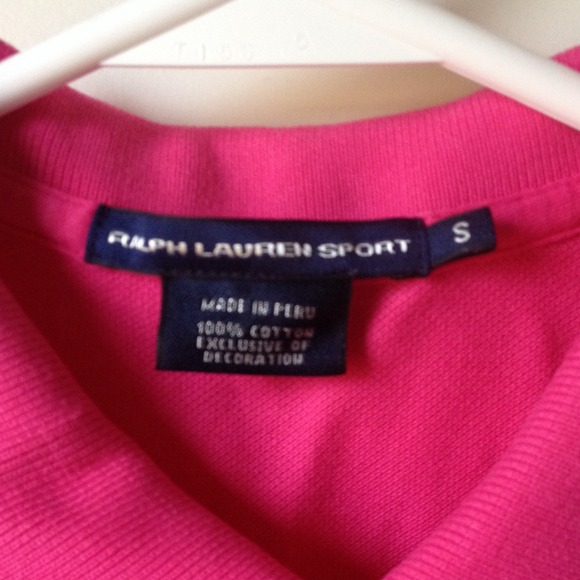 RALPH LAUREN SPORT
S
MADE IN PERU
100% COTTON
EXCLUSIVE OF
DECORATION